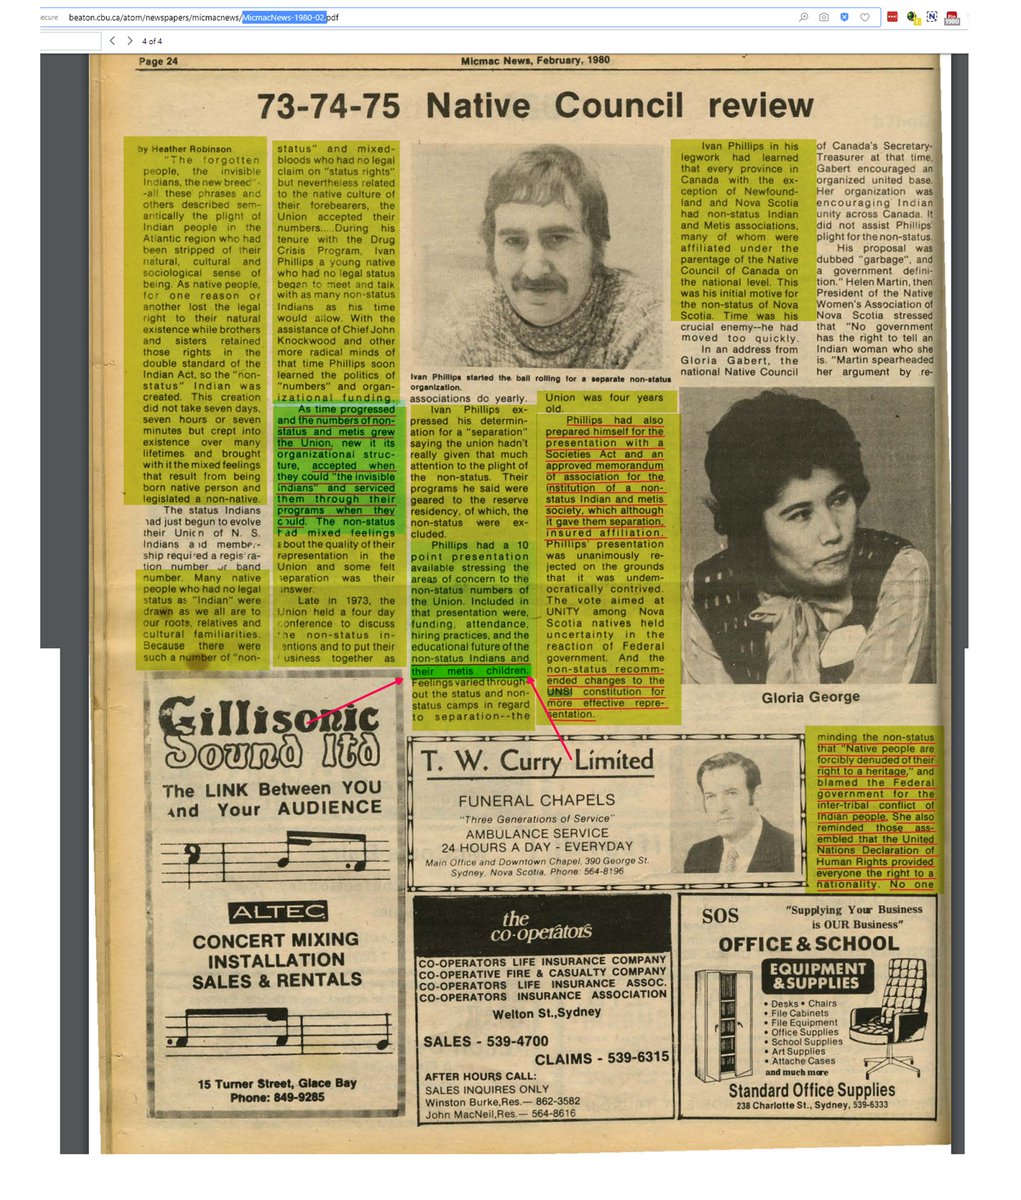 ecure
beaton.cbu.ca/atom/newspapers/micmacnews/MicmacNews-1980-02.pdf
4 of 4
Page 24
Micmac News, February, 1980
73-74-75 Native Council review
by Heather Robinson
"The forgotten
people, the invisible
Indians, the new breed"-
-all these phrases and
others described sem-
antically the plight of
Indian people in the
Atlantic region who had
been stripped of their
natural, cultural and
sociological sense of
being. As native people,
for one reason or
another lost the legal
right to their natural
existence while brothers
and sisters retained
those rights in the
double standard of the
Indian Act, so the "non-
status" Indian was
created. This creation
did not take seven days,
seven hours or seven
minutes but crept into
existence over many
lifetimes and brought
with it the mixed feelings
that result from being
born native person and
legislated a non-native.
The status Indians
had just begun to evolve
their Union of N. S.
Indians and member-
ship required a registra-
tion number or band
number. Many native
people who had no legal
status as "Indian" were
drawn as we all are to
our roots, relatives and
cultural familiarities.
Because there were
such a number of "non-
status" and mixed-
bloods who had no legal
claim on "status rights"
but nevertheless related
to the native culture of
their forebearers, the
Union accepted their
numbers.....During his
tenure with the Drug
Crisis Program, Ivan
Phillips a young native
who had no legal status
began to meet and talk
with as many non-status
Indians as his time
would allow. With the
assistance of Chief John
Knockwood and other
more radical minds of
that time Phillips soon
learned the politics of
"numbers" and organ-
izational funding.
As time progressed
and the numbers of non-
status and metis grew
the Union, new it its
organizational struc-
ture, accepted when
they could "the invisible
Indians" and serviced
them through their
programs when they
could. The non-status
had mixed feelings
about the quality of their
representation in the
Union and some felt
separation was their
answer.
Late in 1973, the
Union held a four day
conference to discuss
the non-status in-
tentions and to put their
business together as
Ivan Phillips started the ball rolling for a separate non-status
organization.
associations do yearly.
Ivan Phillips ex-
pressed his determin-
ation for a "separation"
saying the union hadn't
really given that much
attention to the plight of
the non-status. Their
programs he said were
geared to the reserve
residency, of which, the
non-status were ex-
cluded.
Phillips had a 10
point presentation
available stressing the
areas of concern to the
non-status numbers of
the Union. Included in
that presentation were,
funding, attendance,
hiring practices, and the
educational future of the
non-status Indians and
their metis children.
Feelings varied through-
out the status and non-
status camps in regard
to separation--the
Union was four years
old.
Phillips had also
prepared himself for the
presentation with a
Societies Act and an
approved memorandum
of association for the
institution of a non-
status Indian and metis
society, which although
it gave them separation,
insured affiliation.
Phillips' presentation
was unanimously re-
jected on the grounds
that it was undem-
ocratically contrived.
The vote aimed at
UNITY among Nova
Scotia natives held
uncertainty in the
reaction of Federal
government. And the
non-status recomm-
ended changes to the
UNSI constitution for
more effective repre-
sentation.
Ivan Phillips in his
legwork had learned
that every province in
Canada with the ex-
ception of Newfound-
land and Nova Scotia
had non-status Indian
and Metis associations,
many of whom were
affiliated under the
parentage of the Native
Council of Canada on
the national level. This
was his initial motive for
the non-status of Nova
Scotia. Time was his
crucial enemy--he had
moved too quickly.
In an address from
Gloria Gabert, the
national Native Council
of Canada's Secretary-
Treasurer at that time,
Gabert encouraged an
organized united base.
Her organization was
encouraging Indian
unity across Canada. It
did not assist Phillips'
plight for the non-status.
His proposal was
dubbed "garbage", and
a government defini-
tion." Helen Martin, then
President of the Native
Women's Association of
Nova Scotia stressed
that "No government
has the right to tell an
Indian woman who she
is. "Martin spearheaded
her argument by re-
Gloria George
minding the non-status
that "Native people are
forcibly denuded of their
right to a heritage," and
blamed the Federal
government for the
inter-tribal conflict of
Indian people. She also
reminded those ass-
embled that the United
Nations Declaration of
Human Rights provided
everyone the right to a
nationality. No one
Gillisonic
Sound ltd
The LINK Between YOU
And Your AUDIENCE
ALTEC
CONCERT MIXING
INSTALLATION
SALES & RENTALS
15 Turner Street, Glace Bay
Phone: 849-9285
T. W. Curry Limited
FUNERAL CHAPELS
"Three Generations of Service"
AMBULANCE SERVICE
24 HOURS A DAY - EVERYDAY
Main Office and Downtown Chapel, 390 George St.
Sydney, Nova Scotia, Phone: 564-8196
the
co-operators
CO-OPERATORS LIFE INSURANCE COMPANY
CO-OPERATIVE FIRE & CASUALTY COMPANY
CO-OPERATORS LIFE INSURANCE ASSOC.
CO-OPERATORS INSURANCE ASSOCIATION
Welton St.,Sydney
SALES - 539-4700
CLAIMS - 539-6315
AFTER HOURS CALL:
SALES INQUIRES ONLY
Winston Burke,Res.— 862-3582
John MacNeil,Res.— 564-8616
SOS
"Supplying Your Business
is OUR Business"
OFFICE & SCHOOL
EQUIPMENT
& SUPPLIES
• Desks • Chairs
• File Cabinets
• File Equipment
• Office Supplies
• School Supplies
• Art Supplies
• Attache Cases
and much more
Standard Office Supplies
238 Charlotte St., Sydney, 539-6333